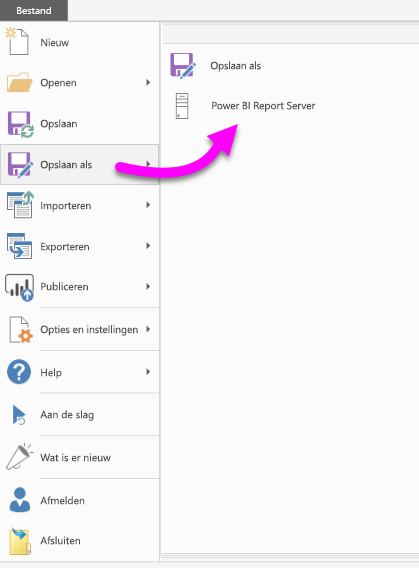 Bestand
Nieuw
Openen
Opslaan
Opslaan als
Importeren
Exporteren
Publiceren
Opties en instellingen
Help
Aan de slag
Wat is er nieuw
Afmelden
Afsluiten
Opslaan als
Power BI Report Server